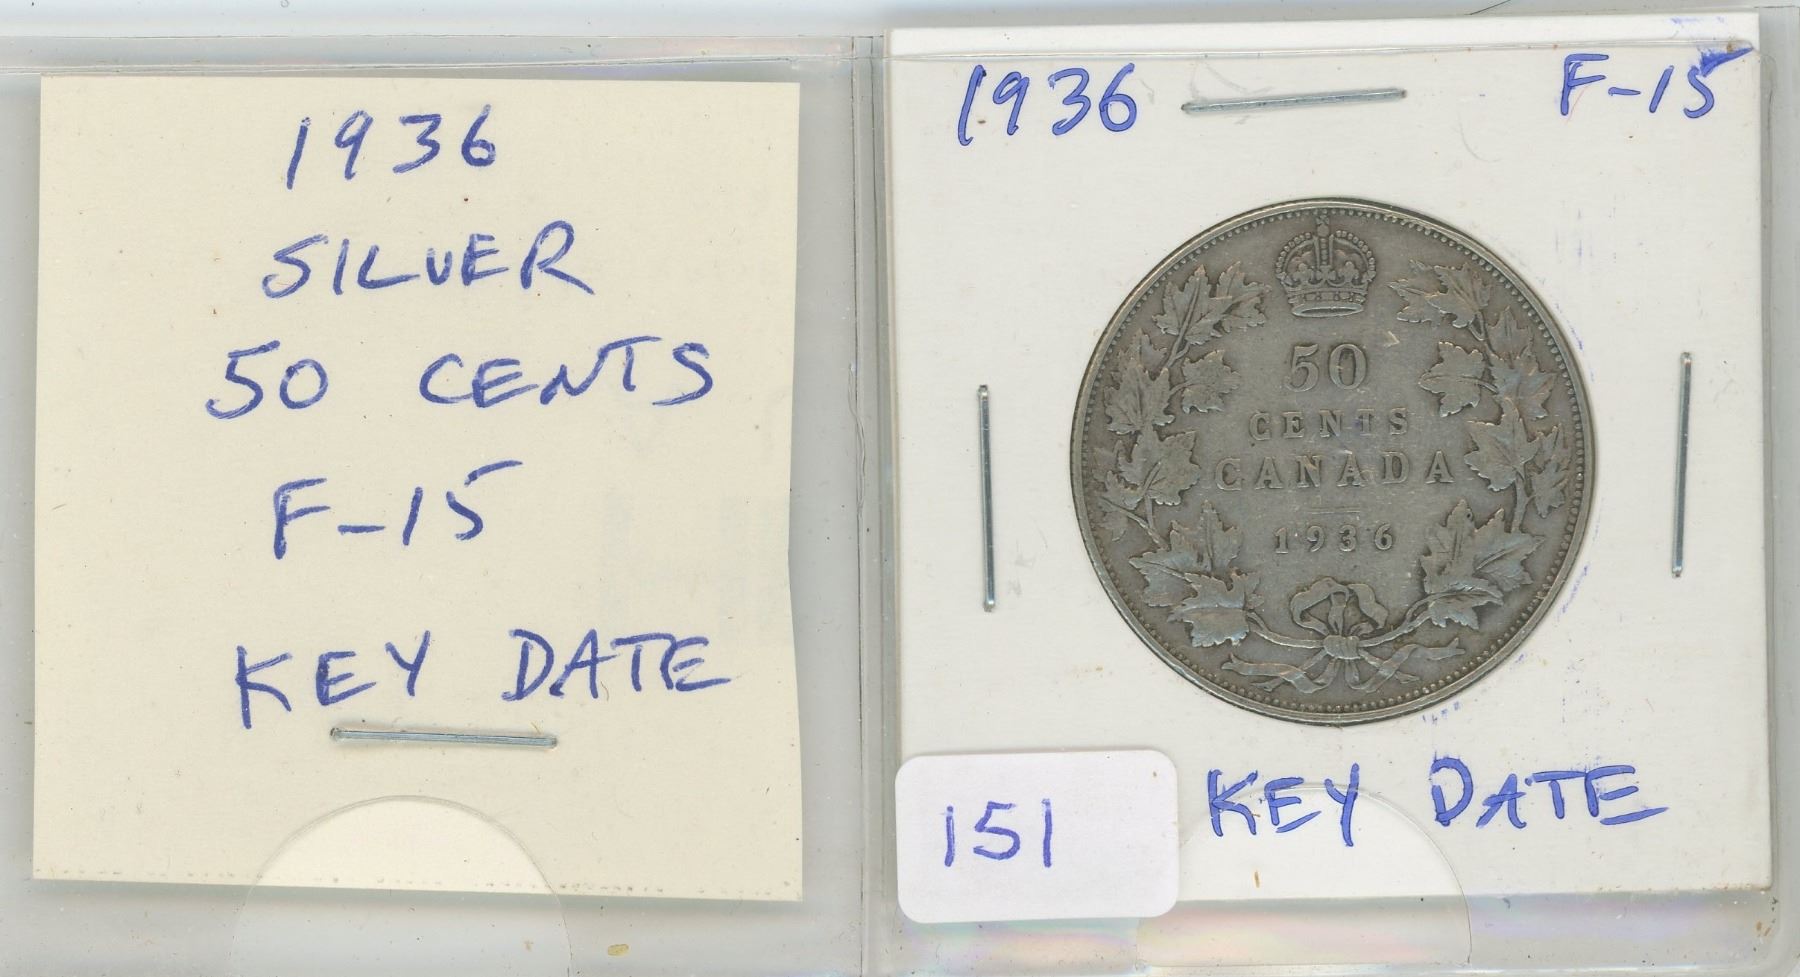 1936
SILVER
50 CENTS
F-15
KEY DATE
1936 F-15
50
CENTS
CANADA
1936
KEY DATE
151